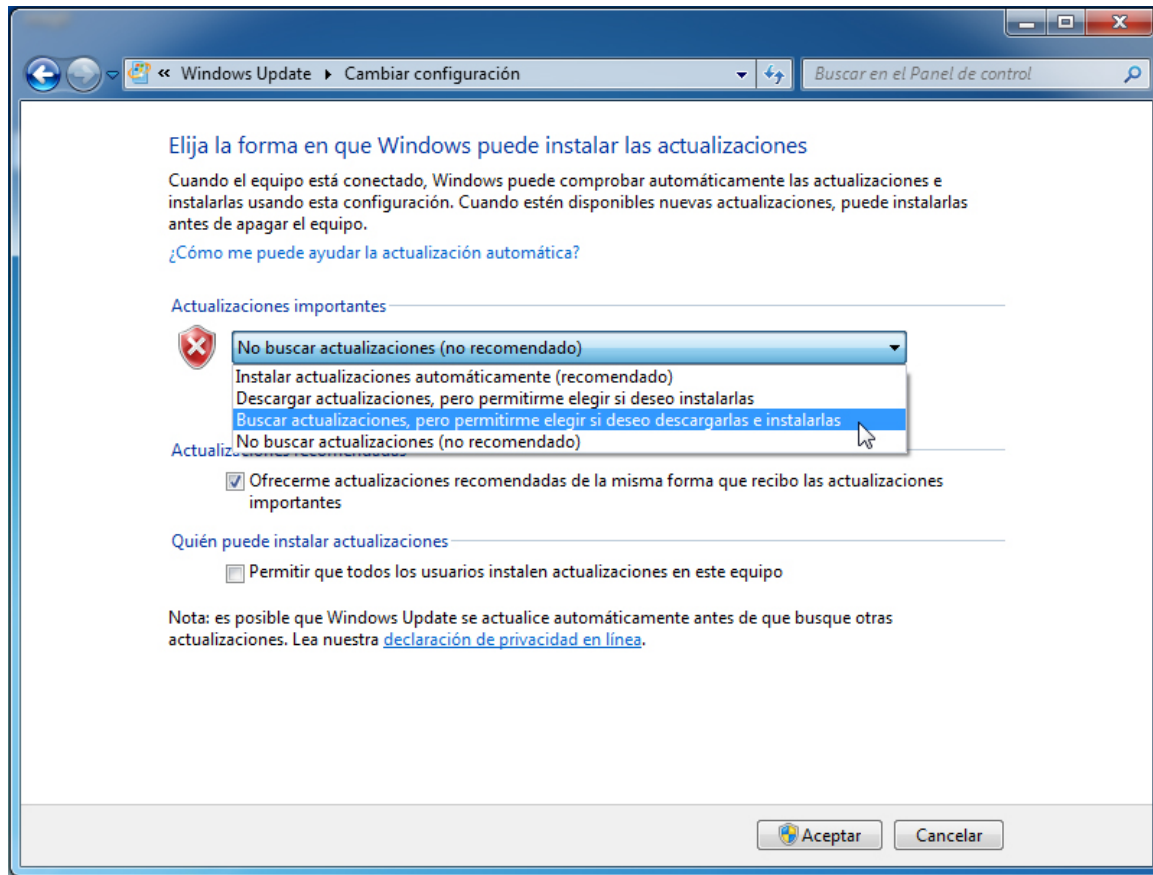 « Windows Update ▸ Cambiar configuración
Buscar en el Panel de control
Elija la forma en que Windows puede instalar las actualizaciones
Cuando el equipo está conectado, Windows puede comprobar automáticamente las actualizaciones e
instalarlas usando esta configuración. Cuando estén disponibles nuevas actualizaciones, puede instalarlas
antes de apagar el equipo.
¿Cómo me puede ayudar la actualización automática?
Actualizaciones importantes
No buscar actualizaciones (no recomendado)
Instalar actualizaciones automáticamente (recomendado)
Descargar actualizaciones, pero permitirme elegir si deseo instalarlas
Buscar actualizaciones, pero permitirme elegir si deseo descargarlas e instalarlas
No buscar actualizaciones (no recomendado)
Actualizaciones recomendadas
Ofrecerme actualizaciones recomendadas de la misma forma que recibo las actualizaciones
importantes
Quién puede instalar actualizaciones
Permitir que todos los usuarios instalen actualizaciones en este equipo
Nota: es posible que Windows Update se actualice automáticamente antes de que busque otras
actualizaciones. Lea nuestra declaración de privacidad en línea.
Aceptar
Cancelar